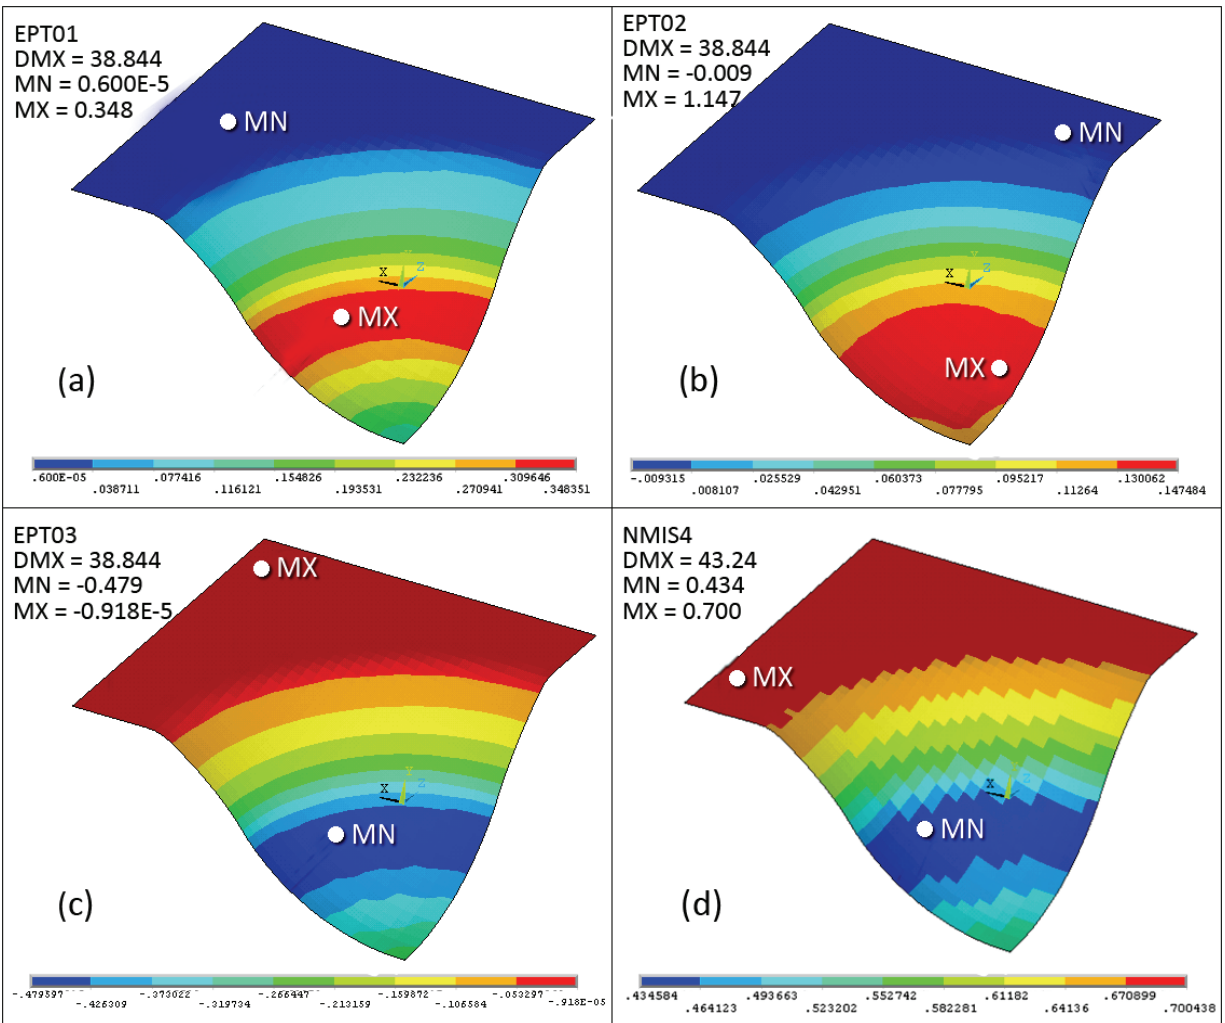 EPT01
DMX = 38.844
MN = 0.600E-5
MX = 0.348
MN
X
Z
MX
(a)
.600E-05 .077416 .154826 .232236 .309646
.038711 .116121 .193531 .270941 .348351
EPT02
DMX = 38.844
MN = -0.009
MX = 1.147
MN
X
Z
MX
(b)
-.009315 .025529 .060373 .095217 .130062
.008107 .042951 .077795 .11264 .147484
EPT03
DMX = 38.844
MN = -0.479
MX = -0.918E-5
MX
Y
X
Z
MN
(c)
-.479597 -.373022 -.266447 -.159872 -.053297
-.426309 -.319734 -.213159 -.106584 -.918E-05
NMIS4
DMX = 43.24
MN = 0.434
MX = 0.700
MX
Y
X
Z
MN
(d)
.434584 .493663 .552742 .61182 .670899
.464123 .523202 .582281 .64136 .700438